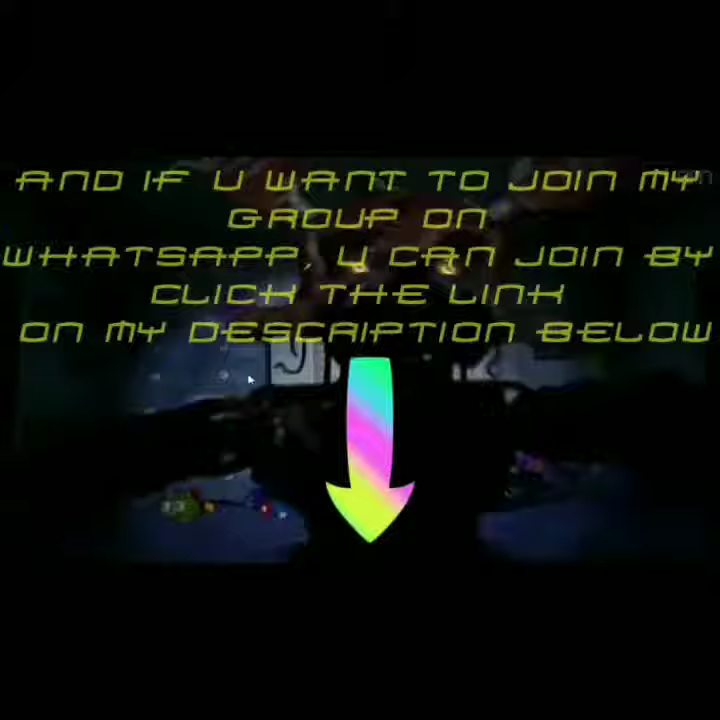 AND IF U WANT TO JOIN MY
GROUP ON
WHATSAPP, U CAN JOIN BY
CLICK THE LINK
ON MY DESCRIPTION BELOW